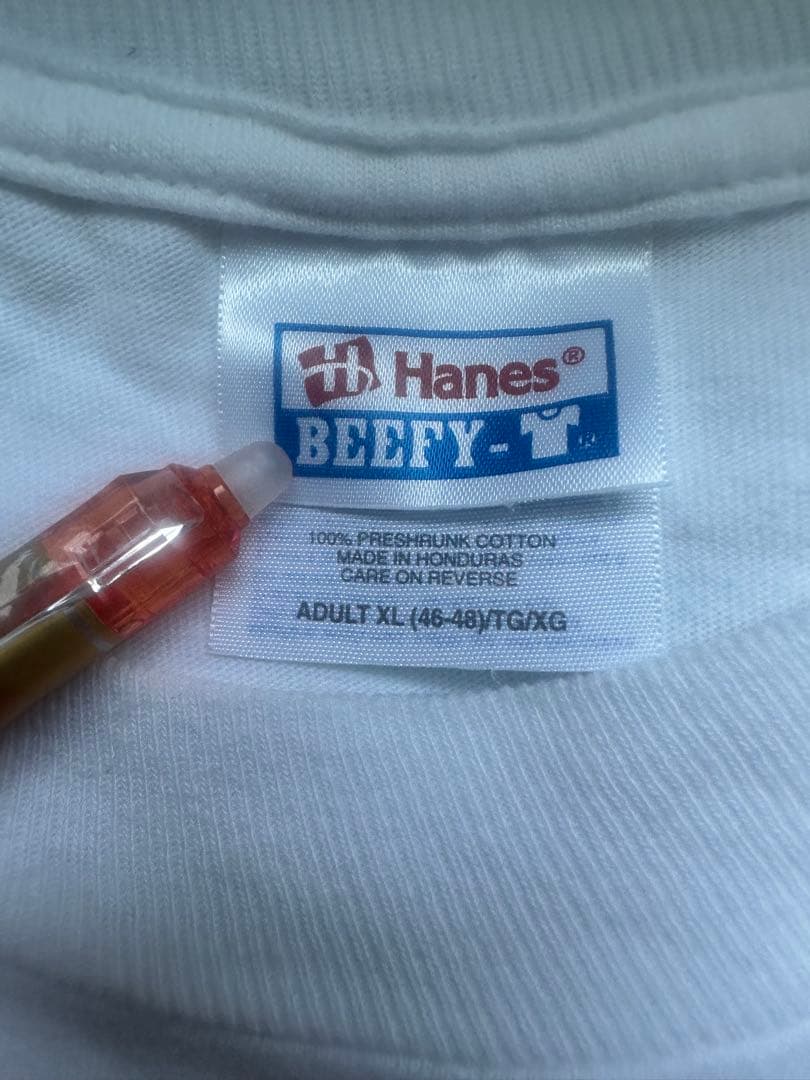 H Hanes®
BEEFY-®
100% PRESHRUNK COTTON
MADE IN HONDURAS
CARE ON REVERSE
ADULT XL (46-48)/TG/XG